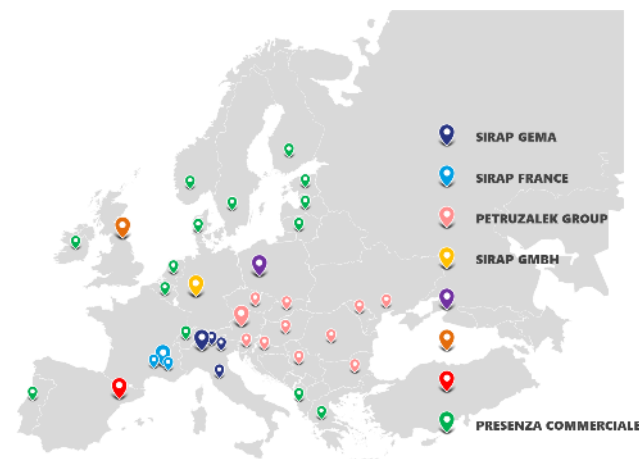 SIRAP GEMA
SIRAP FRANCE
PETRUZALEK GROUP
SIRAP GMBH
PRESENZA COMMERCIALE